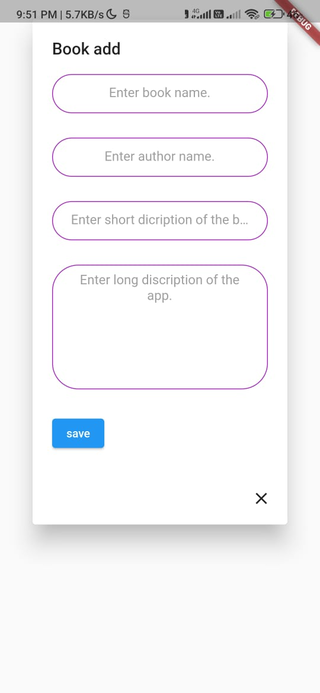 9:51 PM | 5.7KB/s
4G
DEBUG
Book add
Enter book name.
Enter author name.
Enter short dicription of the b...
Enter long discription of the
app.
save